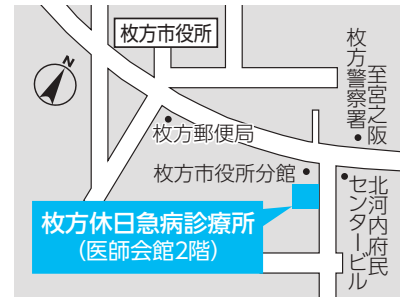 枚方市役所
N
枚方郵便局
枚方市役所分館
枚方休日急病診療所
(医師会館2階)
至宮之阪
枚方警察署
北河内府民
センタービル